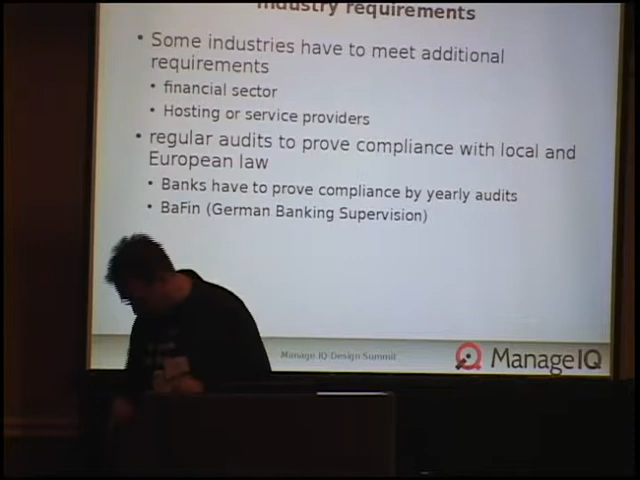 Industry requirements
• Some industries have to meet additional
requirements
• financial sector
• Hosting or service providers
• regular audits to prove compliance with local and
European law
• Banks have to prove compliance by yearly audits
• BaFin (German Banking Supervision)
Manage IQ Design Summit
ManageIQ